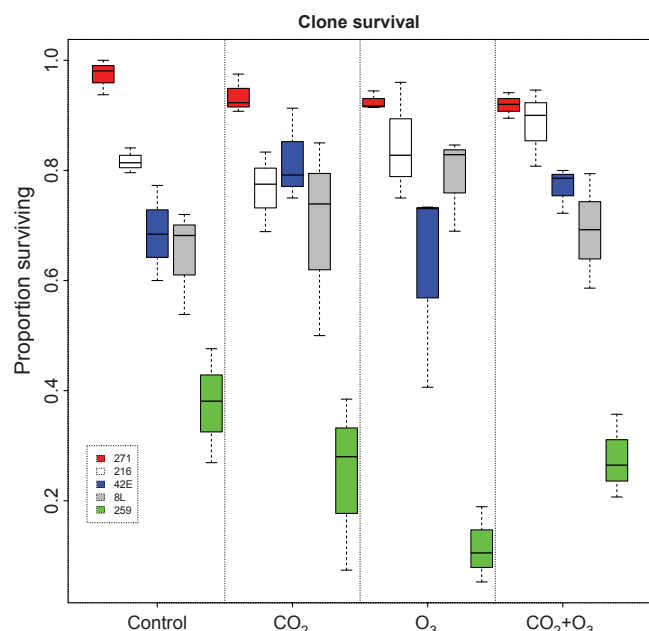 Clone survival
Proportion surviving
1.0
0.8
0.6
0.4
0.2
271
216
42E
8L
259
Control CO₂ O₃ CO₂+O₃